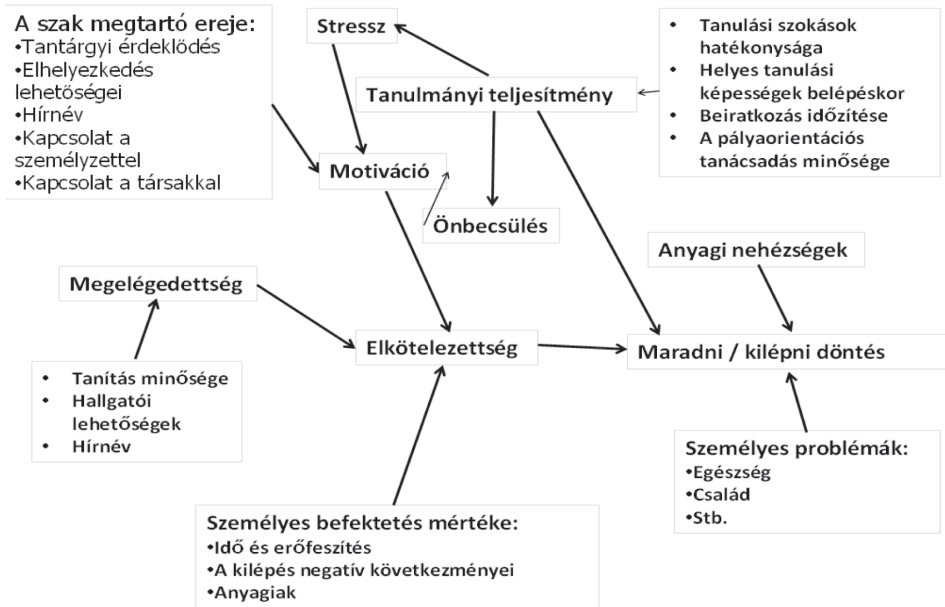 A szak megtartó ereje:
•Tantárgyi érdeklödés
•Elhelyezkedés
lehetöségei
•Hírnév
•Kapcsolat a
személyzettel
•Kapcsolat a társakkal
Stressz
Tanulmányi teljesítmény
• Tanulási szokások
hatékonysága
• Helyes tanulási
képességek belépéskor
• Beiratkozás időzítése
• A pályaorientációs
tanácsadás minősége
Motiváció
Önbecsülés
Anyagi nehézségek
Megelégedettség
Elkötelezettség
Maradni / kilépni döntés
• Tanítás minősége
• Hallgatói
lehetőségek
• Hírnév
Személyes problémák:
•Egészség
•Család
•Stb.
Személyes befektetés mértéke:
•Idő és erőfeszítés
•A kilépés negatív következményei
•Anyagiak